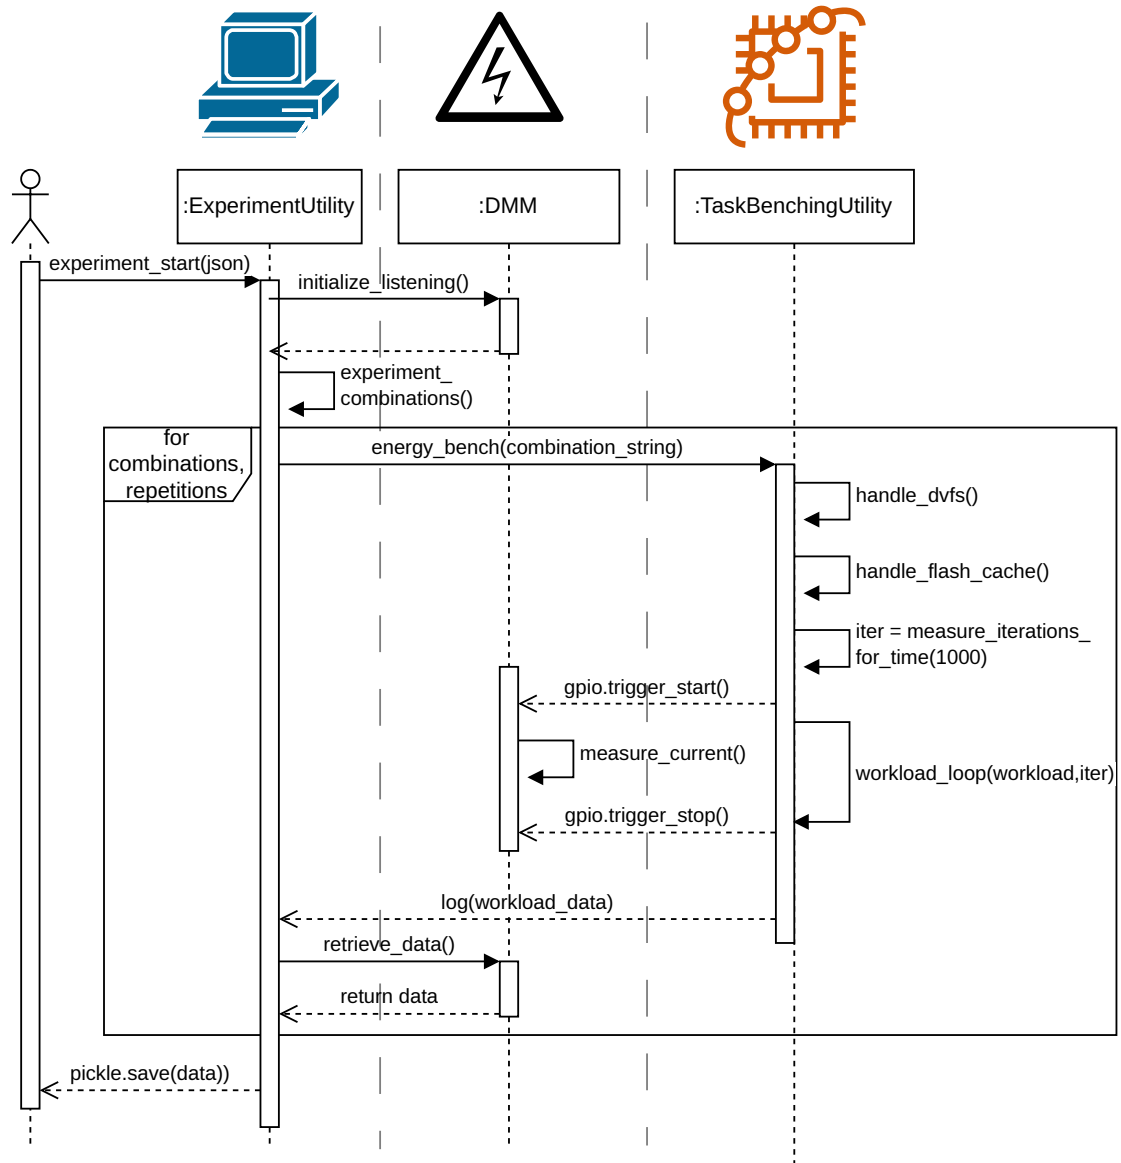 :ExperimentUtility
:DMM
:TaskBenchingUtility
experiment_start(json)
initialize_listening()
experiment_
combinations()
for
combinations,
repetitions
energy_bench(combination_string)
handle_dvfs()
handle_flash_cache()
iter = measure_iterations_
for_time(1000)
gpio.trigger_start()
measure_current()
workload_loop(workload,iter)
gpio.trigger_stop()
log(workload_data)
retrieve_data()
return data
pickle.save(data))